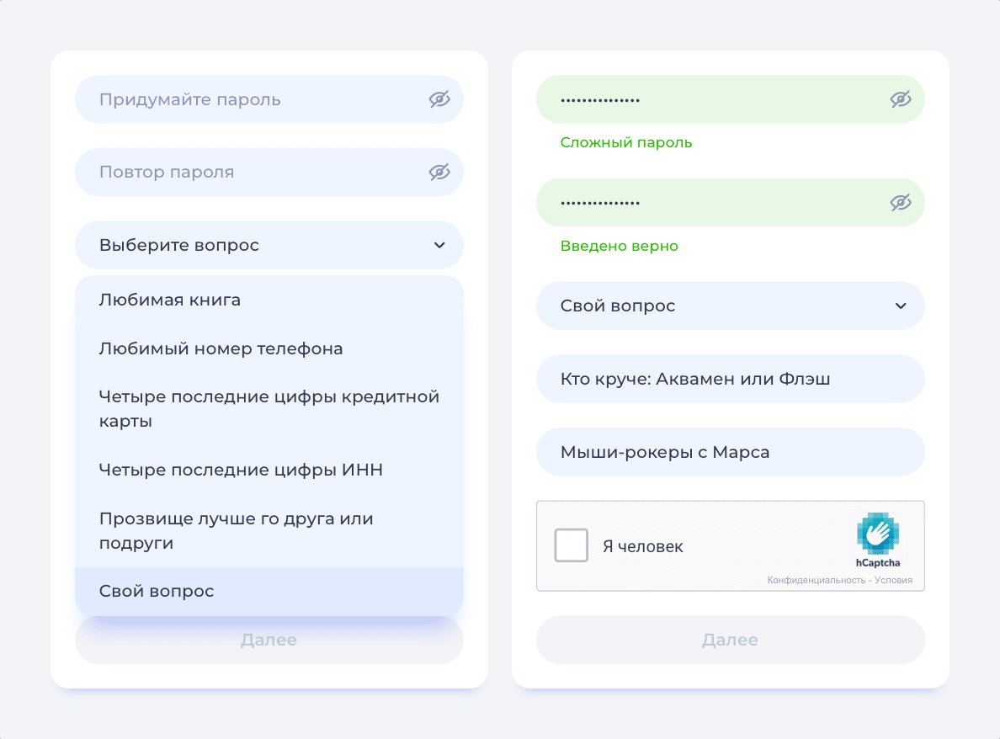 Придумайте пароль
Повтор пароля
Выберите вопрос
Любимая книга
Любимый номер телефона
Четыре последние цифры кредитной
карты
Четыре последние цифры ИНН
Прозвище лучше го друга или
подруги
Свой вопрос
Далее
•••••••••••••••
Сложный пароль
•••••••••••••••
Введено верно
Свой вопрос
Кто круче: Аквамен или Флэш
Мыши-рокеры с Марса
Я человек
hCaptcha
Конфиденциальность - Условия
Далее